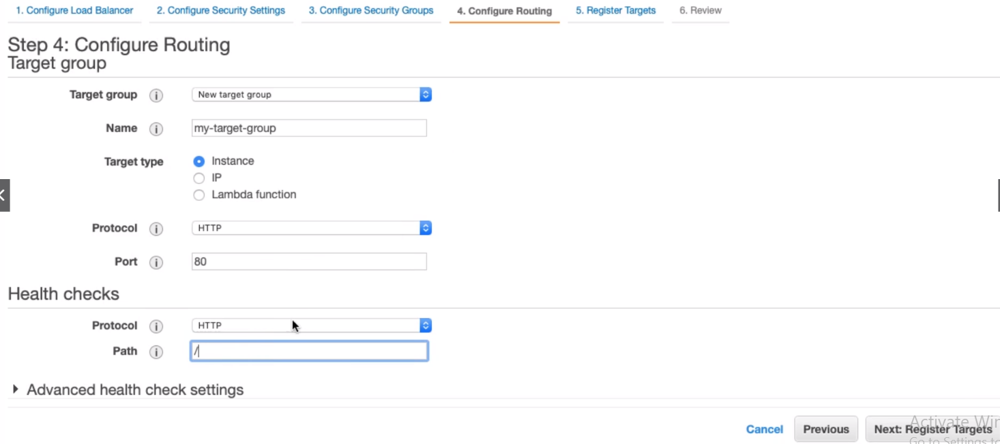 1. Configure Load Balancer 2. Configure Security Settings 3. Configure Security Groups 4. Configure Routing 5. Register Targets 6. Review
Step 4: Configure Routing
Target group
Target group i New target group
Name i my-target-group
Target type Instance
IP
Lambda function
Protocol i HTTP
Port i 80
Health checks
Protocol i HTTP
Path i /
Advanced health check settings
Cancel Previous Next: Register Targets
Activate Win
Go to Settings to